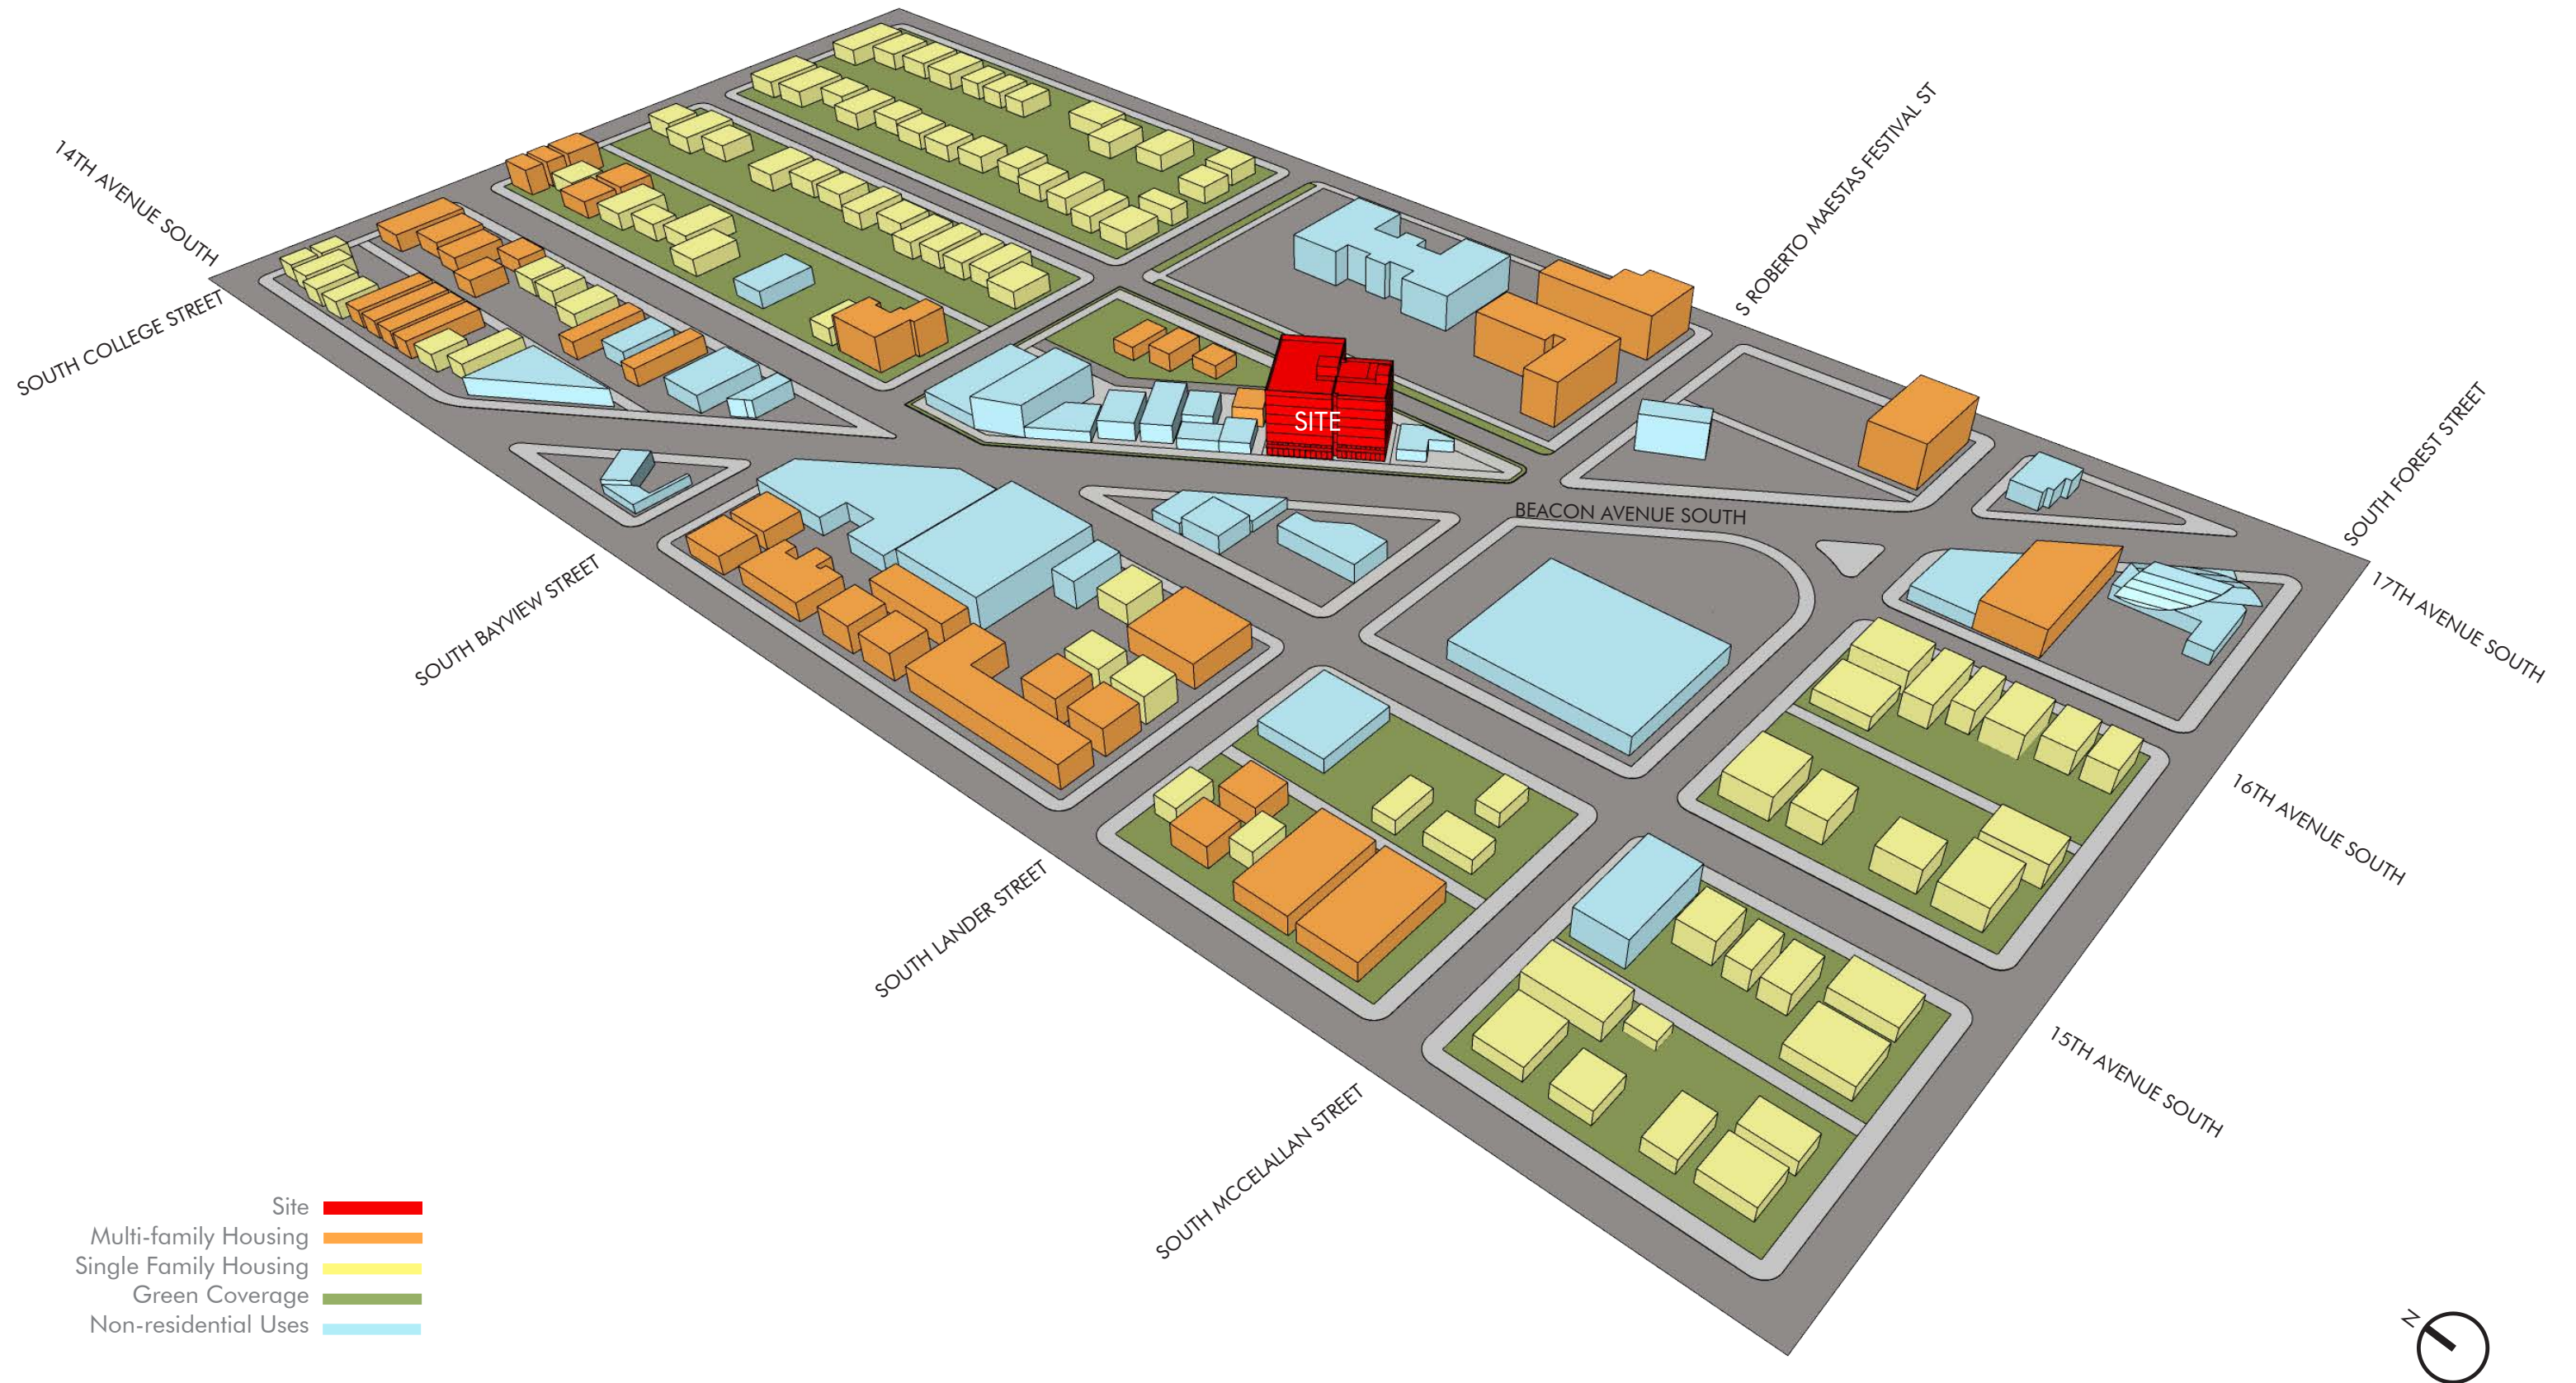 14TH AVENUE SOUTH
SOUTH COLLEGE STREET
S ROBERTO MAESTAS FESTIVAL ST
SITE
BEACON AVENUE SOUTH
SOUTH FOREST STREET
17TH AVENUE SOUTH
SOUTH BAYVIEW STREET
16TH AVENUE SOUTH
SOUTH LANDER STREET
15TH AVENUE SOUTH
SOUTH MCCELALLAN STREET
Site
Multi-family Housing
Single Family Housing
Green Coverage
Non-residential Uses
N